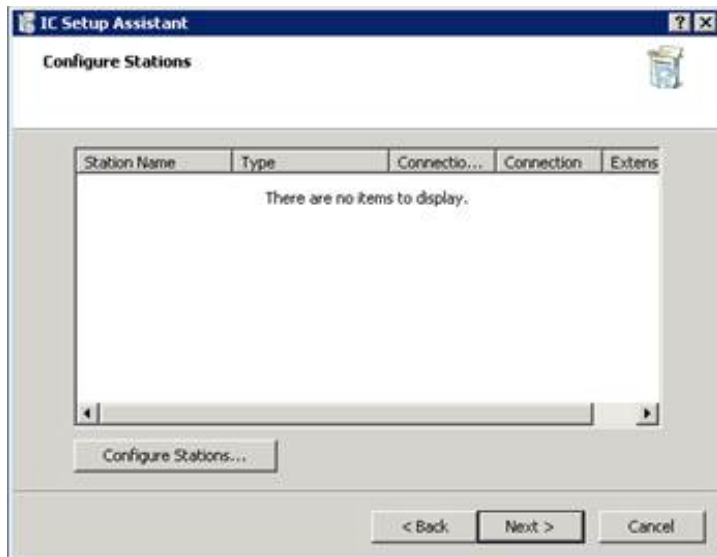 IC Setup Assistant
Configure Stations
Station Name Type Connectio... Connection Extens
There are no items to display.
Configure Stations...
< Back Next > Cancel